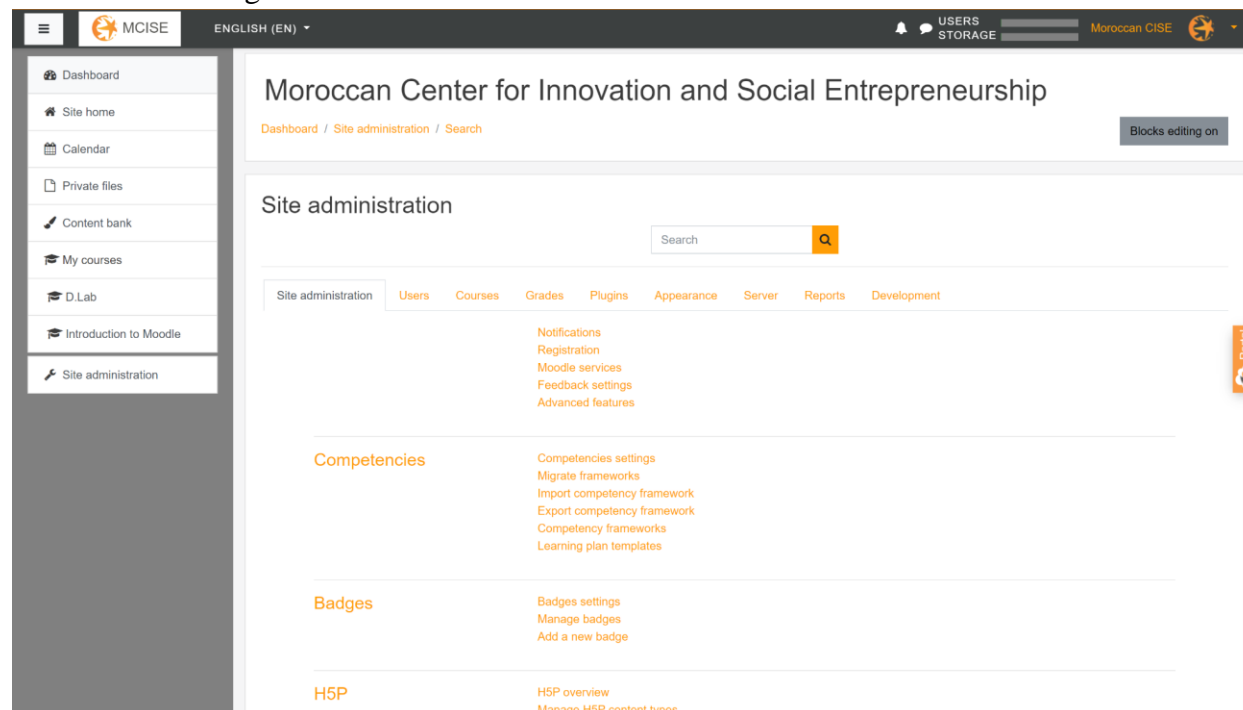 MCISE
ENGLISH (EN)
USERS
STORAGE
Moroccan CISE
Dashboard
Site home
Calendar
Private files
Content bank
My courses
D.Lab
Introduction to Moodle
Site administration
Moroccan Center for Innovation and Social Entrepreneurship
Dashboard / Site administration / Search
Blocks editing on
Site administration
Search
Site administration Users Courses Grades Plugins Appearance Server Reports Development
Notifications
Registration
Moodle services
Feedback settings
Advanced features
Competencies
Competencies settings
Migrate frameworks
Import competency framework
Export competency framework
Competency frameworks
Learning plan templates
Badges
Badges settings
Manage badges
Add a new badge
H5P
H5P overview
Manage H5P content types